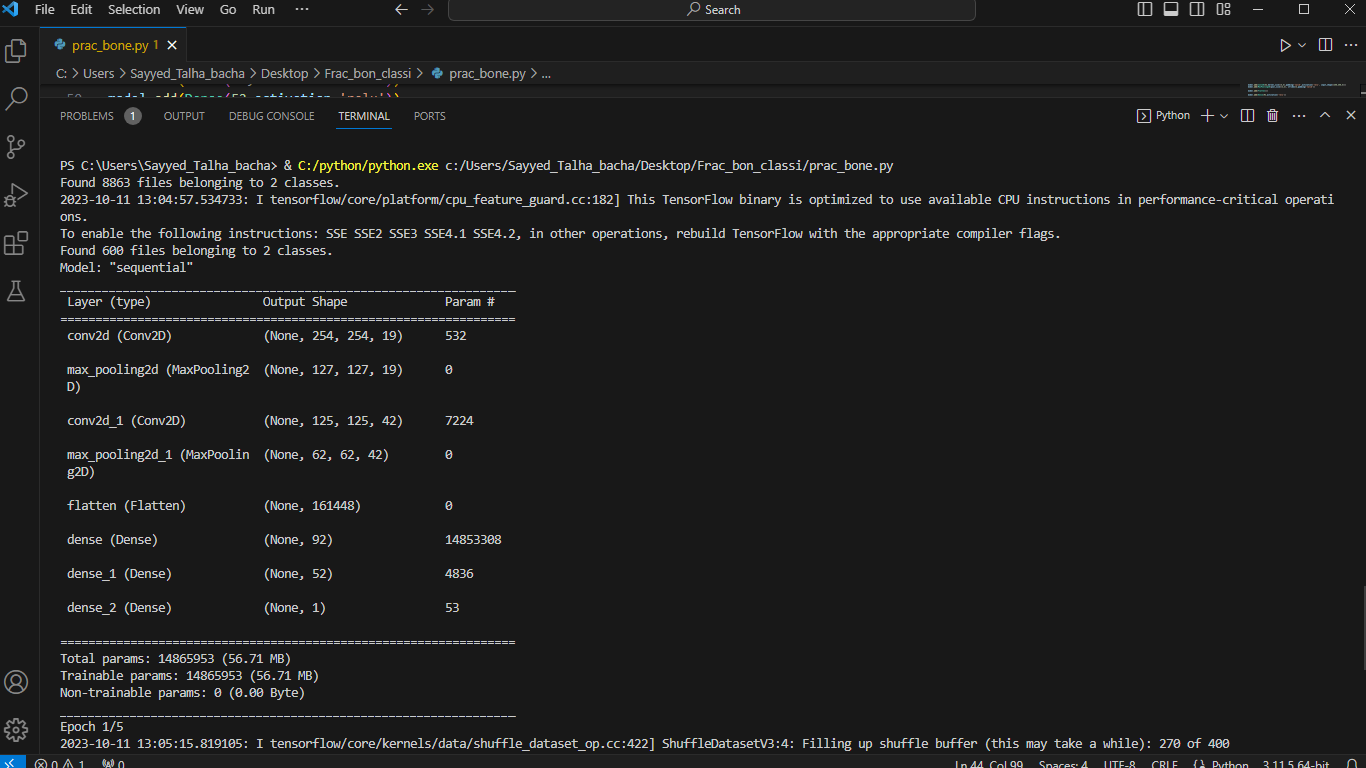 File Edit Selection View Go Run ··· Search
prac_bone.py 1
C: > Users > Sayyed_Talha_bacha > Desktop > Frac_bon_classi > prac_bone.py > ...
PROBLEMS 1 OUTPUT DEBUG CONSOLE TERMINAL PORTS Python
PS C:\Users\Sayyed_Talha_bacha> & C:/python/python.exe c:/Users/Sayyed_Talha_bacha/Desktop/Frac_bon_classi/prac_bone.py
Found 8863 files belonging to 2 classes.
2023-10-11 13:04:57.534733: I tensorflow/core/platform/cpu_feature_guard.cc:182] This TensorFlow binary is optimized to use available CPU instructions in performance-critical operati
ons.
To enable the following instructions: SSE SSE2 SSE3 SSE4.1 SSE4.2, in other operations, rebuild TensorFlow with the appropriate compiler flags.
Found 600 files belonging to 2 classes.
Model: "sequential"
Layer (type) Output Shape Param #
conv2d (Conv2D) (None, 254, 254, 19) 532
max_pooling2d (MaxPooling2 (None, 127, 127, 19) 0
D)
conv2d_1 (Conv2D) (None, 125, 125, 42) 7224
max_pooling2d_1 (MaxPoolin (None, 62, 62, 42) 0
g2D)
flatten (Flatten) (None, 161448) 0
dense (Dense) (None, 92) 14853308
dense_1 (Dense) (None, 52) 4836
dense_2 (Dense) (None, 1) 53
Total params: 14865953 (56.71 MB)
Trainable params: 14865953 (56.71 MB)
Non-trainable params: 0 (0.00 Byte)
Epoch 1/5
2023-10-11 13:05:15.819105: I tensorflow/core/kernels/data/shuffle_dataset_op.cc:422] ShuffleDatasetV3:4: Filling up shuffle buffer (this may take a while): 270 of 400
0 1 0 Ln 44, Col 99 Spaces: 4 UTF-8 CRLF Python 3.11.5 64-bit